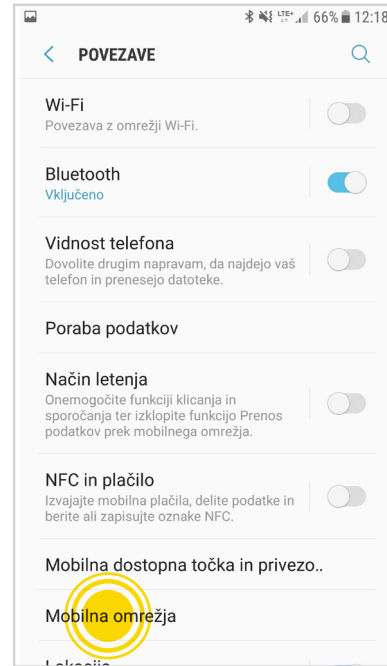 LTE+ 66% 12:18
POVEZAVE
Wi-Fi
Povezava z omrežji Wi-Fi.
Bluetooth
Vključeno
Vidnost telefona
Dovolite drugim napravam, da najdejo vaš
telefon in prenesejo datoteke.
Poraba podatkov
Način letenja
Onemogočite funkciji klicanja in
sporočanja ter izklopite funkcijo Prenos
podatkov prek mobilnega omrežja.
NFC in plačilo
Izvajajte mobilna plačila, delite podatke in
berite ali zapisujte oznake NFC.
Mobilna dostopna točka in privezo..
Mobilna omrežja
Lokacija